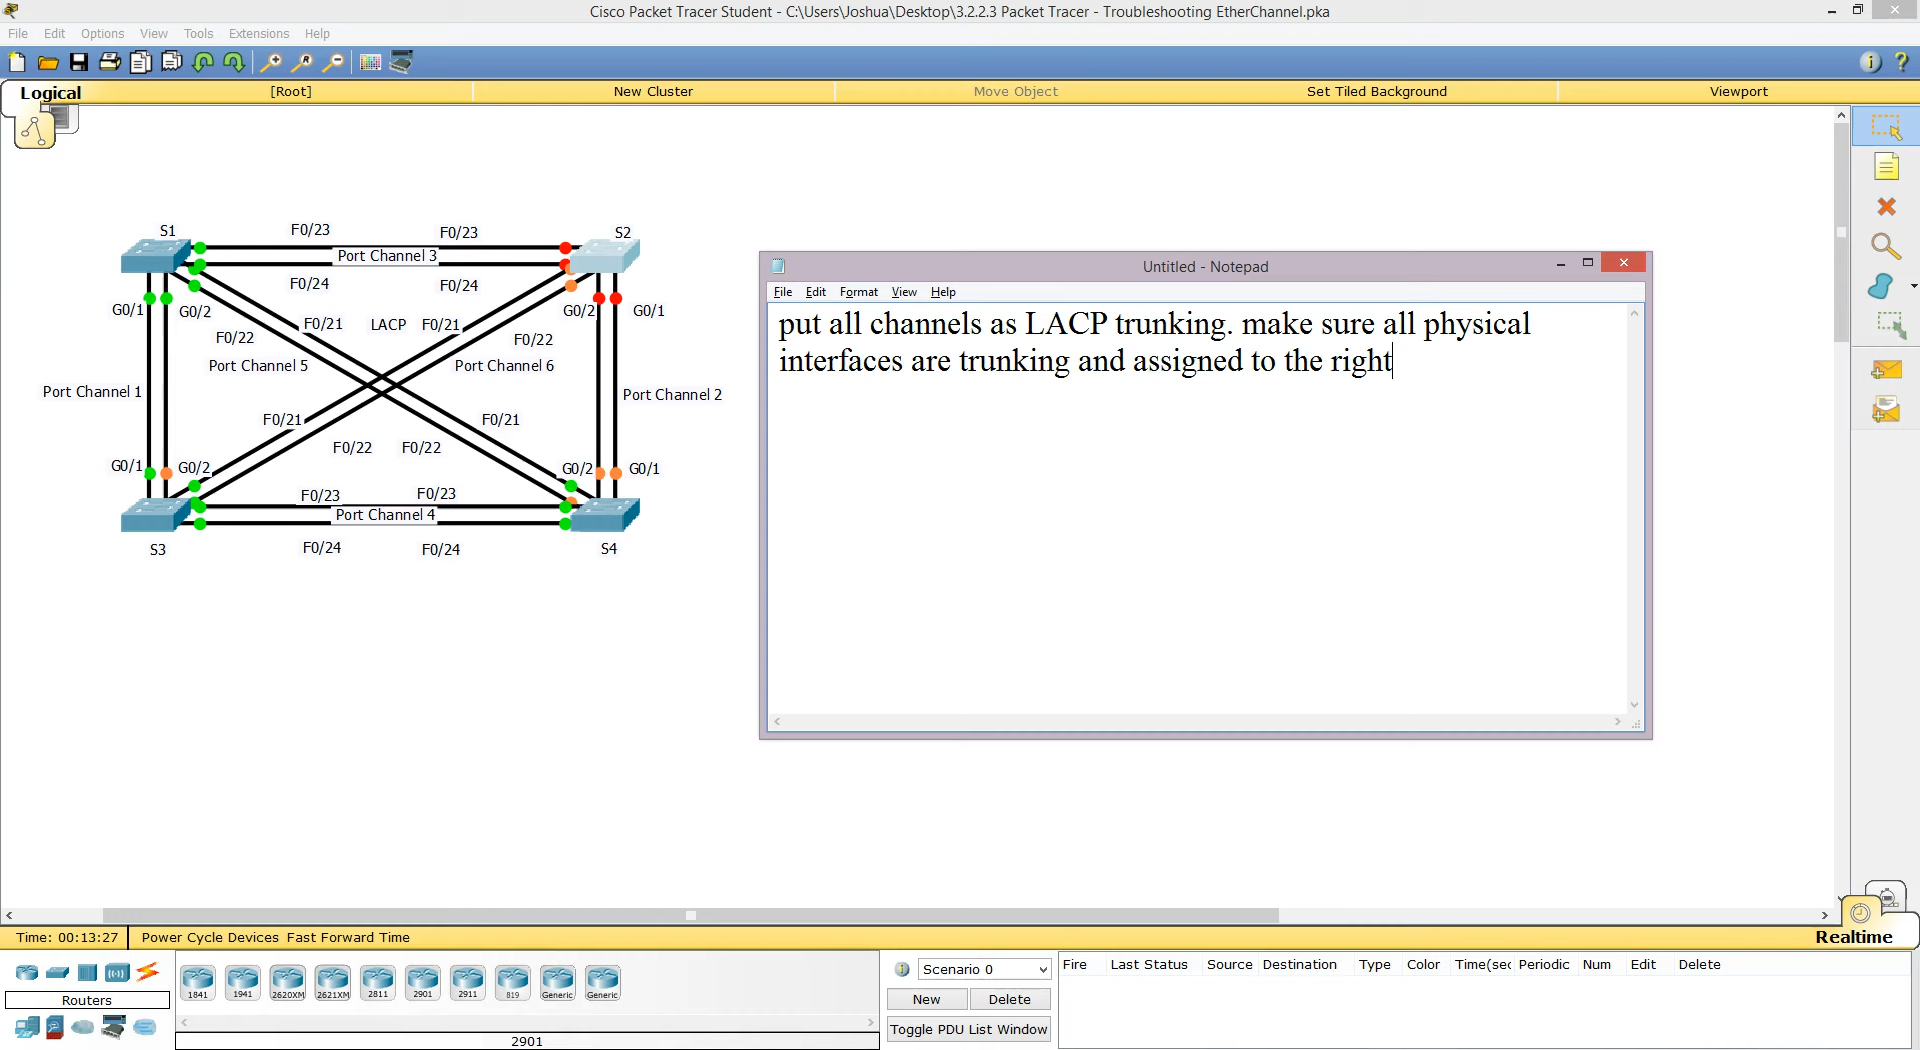 Cisco Packet Tracer Student - C:\Users\Joshua\Desktop\3.2.2.3 Packet Tracer - Troubleshooting EtherChannel.pka
File Edit Options View Tools Extensions Help
Logical [Root] New Cluster Move Object Set Tiled Background Viewport
S1 F0/23 F0/23 S2
Port Channel 3
F0/24 F0/24
G0/1 G0/2 G0/2 G0/1
F0/22 F0/21 LACP F0/21 F0/22
Port Channel 5 Port Channel 6
Port Channel 1 Port Channel 2
F0/21 F0/21
F0/22 F0/22
G0/1 G0/2 G0/2 G0/1
F0/23 F0/23
Port Channel 4
S3 F0/24 F0/24 S4
Untitled - Notepad
File Edit Format View Help
put all channels as LACP trunking. make sure all physical
interfaces are trunking and assigned to the right
Time: 00:13:27 Power Cycle Devices Fast Forward Time Realtime
Routers
1841 1941 2620XM 2621XM 2811 2901 2911 819 Generic Generic
2901
Scenario 0
New Delete
Toggle PDU List Window
Fire Last Status Source Destination Type Color Time(sec Periodic Num Edit Delete